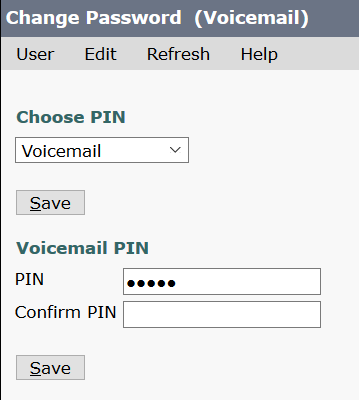 Change Password (Voicemail)
User Edit Refresh Help
Choose PIN
Voicemail
Save
Voicemail PIN
PIN •••••
Confirm PIN
Save